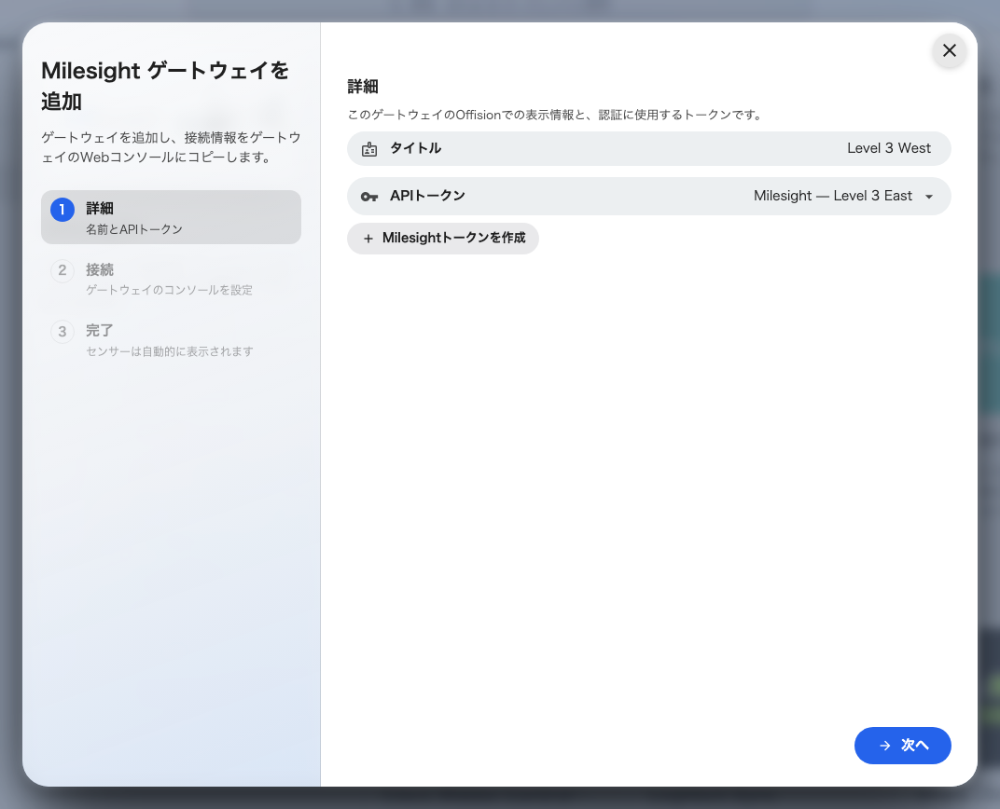 Milesight ゲートウェイを
追加
ゲートウェイを追加し、接続情報をゲートウ
ェイのWebコンソールにコピーします。
1 詳細
名前とAPIトークン
2 接続
ゲートウェイのコンソールを設定
3 完了
センサーは自動的に表示されます
詳細
このゲートウェイのOffisionでの表示情報と、認証に使用するトークンです。
タイトル Level 3 West
APIトークン Milesight — Level 3 East
+ Milesightトークンを作成
→ 次へ